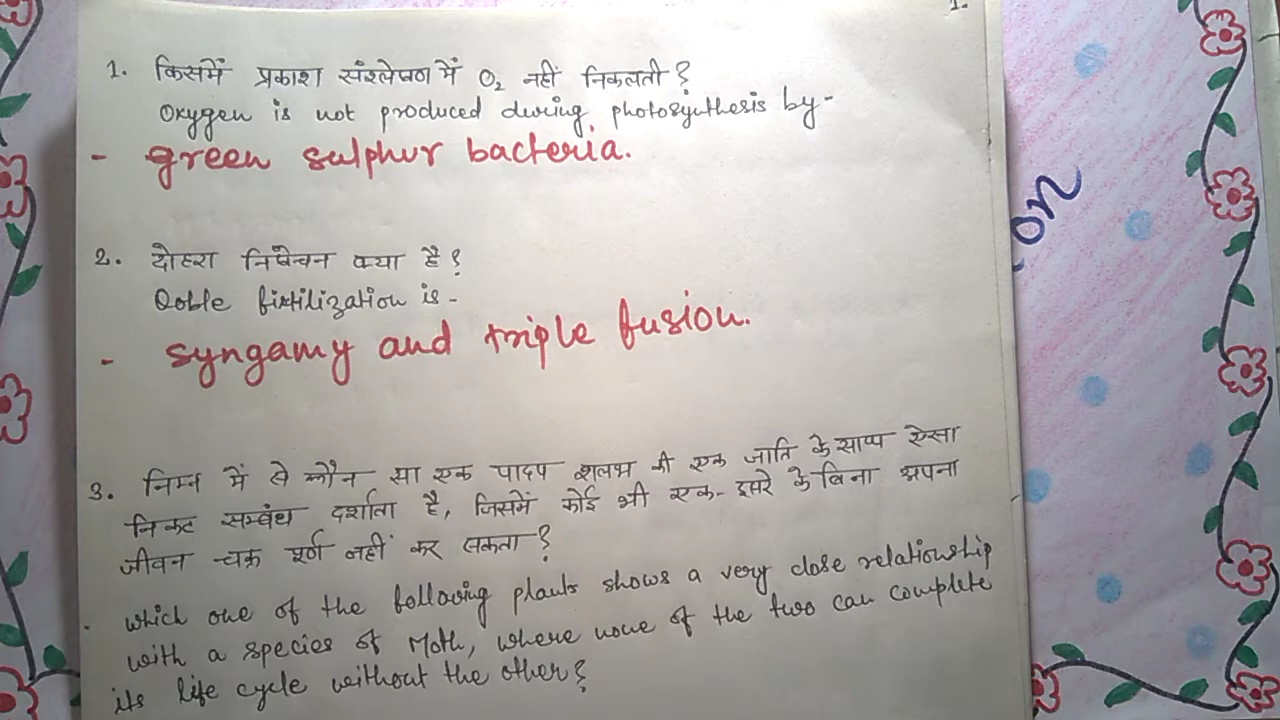 1.
1. किसमें प्रकाश संश्लेषण में O₂ नहीं निकलती ?
Oxygen is not produced during photosynthesis by-
- green sulphur bacteria.
2. दोहरा निषेचन क्या है ?
Doble firtilization is -
- syngamy and triple fusion.
3. निम्न में से कौन सा एक पादप शलभ की एक जाति के साथ ऐसा
निकट सम्बंध दर्शाता है, जिसमें कोई भी एक-दूसरे के बिना अपना
जीवन चक्र पूर्ण नहीं कर सकता ?
. which one of the following plants shows a very close relationship
with a species of Moth, where none of the two can complete
its life cycle without the other ?
on